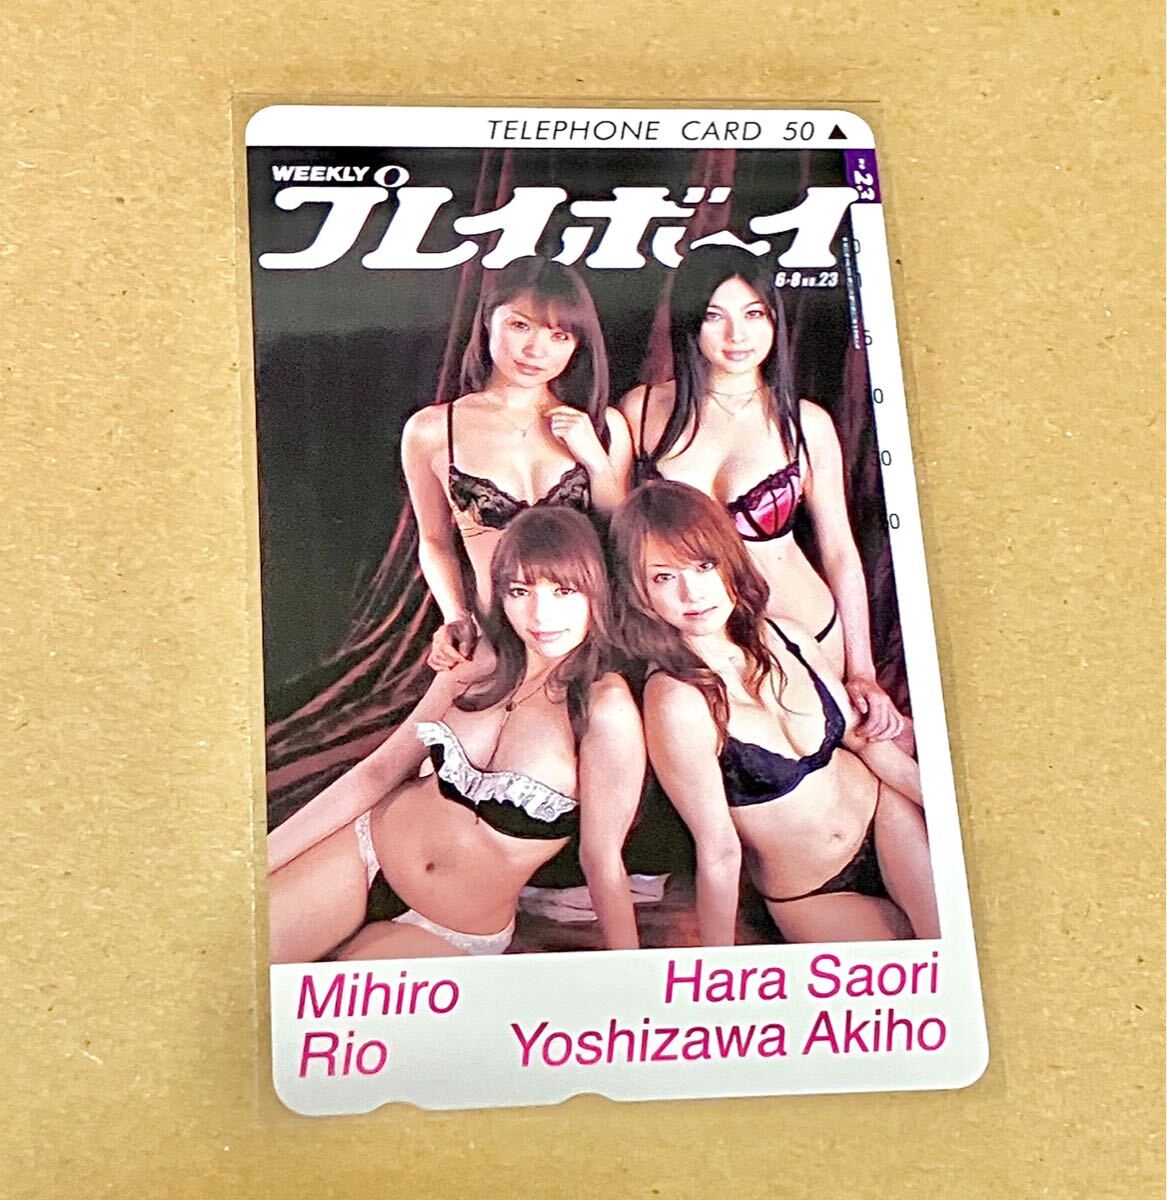 TELEPHONE CARD 50 ▲
WEEKLY
プレイボーイ
6・8 NO.23
50
Mihiro
Hara Saori
Rio
Yoshizawa Akiho